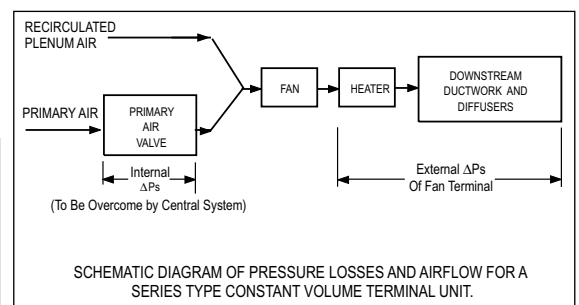 RECIRCULATED
PLENUM AIR
PRIMARY AIR
PRIMARY
AIR
VALVE
FAN
HEATER
DOWNSTREAM
DUCTWORK AND
DIFFUSERS
Internal
ΔPs
(To Be Overcome by Central System)
External ΔPs
Of Fan Terminal
SCHEMATIC DIAGRAM OF PRESSURE LOSSES AND AIRFLOW FOR A
SERIES TYPE CONSTANT VOLUME TERMINAL UNIT.